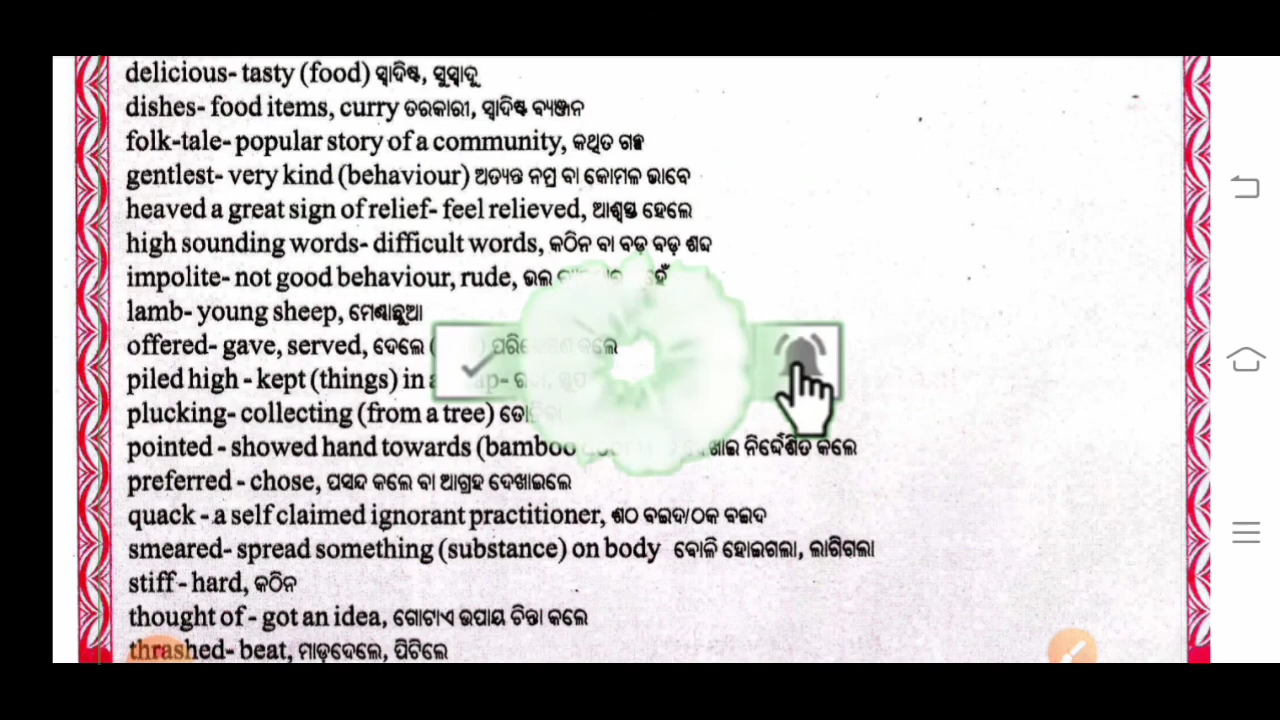 delicious- tasty (food) ସ୍ଵାଦିଷ୍ଟ, ସୁସ୍ଵାଦୁ
dishes- food items, curry ତରକାରୀ, ସ୍ଵାଦିଷ୍ଟ ବ୍ୟଞ୍ଜନ
folk-tale- popular story of a community, କଥିତ ଗଳ୍ପ
gentlest- very kind (behaviour) ଅତ୍ୟନ୍ତ ନମ୍ର ବା କୋମଳ ଭାବେ
heaved a great sign of relief- feel relieved, ଆଶ୍ୱସ୍ତ ହେଲେ
high sounding words- difficult words, କଠିନ ବା ବଡ଼ ବଡ଼ ଶବ୍ଦ
impolite- not good behaviour, rude, ଭଲ
lamb- young sheep, ମେଣ୍ଢାଛୁଆ
offered- gave, served, ଦେଲେ କଲେ
piled high - kept (things) in
plucking- collecting (from a tree)
pointed - showed hand towards (bamboo ନିର୍ଦ୍ଦେଶିତ କଲେ
preferred - chose, ପସନ୍ଦ କଲେ ବା ଆଗ୍ରହ ଦେଖାଇଲେ
quack - a self claimed ignorant practitioner, ଶଠ ବଇଦ/ଠକ ବଇଦ
smeared- spread something (substance) on body ବୋଳି ହୋଇଗଲା, ଲାଗିଗଲା
stiff - hard, କଠିନ
thought of - got an idea, ଗୋଟାଏ ଉପାୟ ଚିନ୍ତା କଲେ
thrashed- beat, ମାଡ଼ଦେଲେ, ପିଟିଲେ